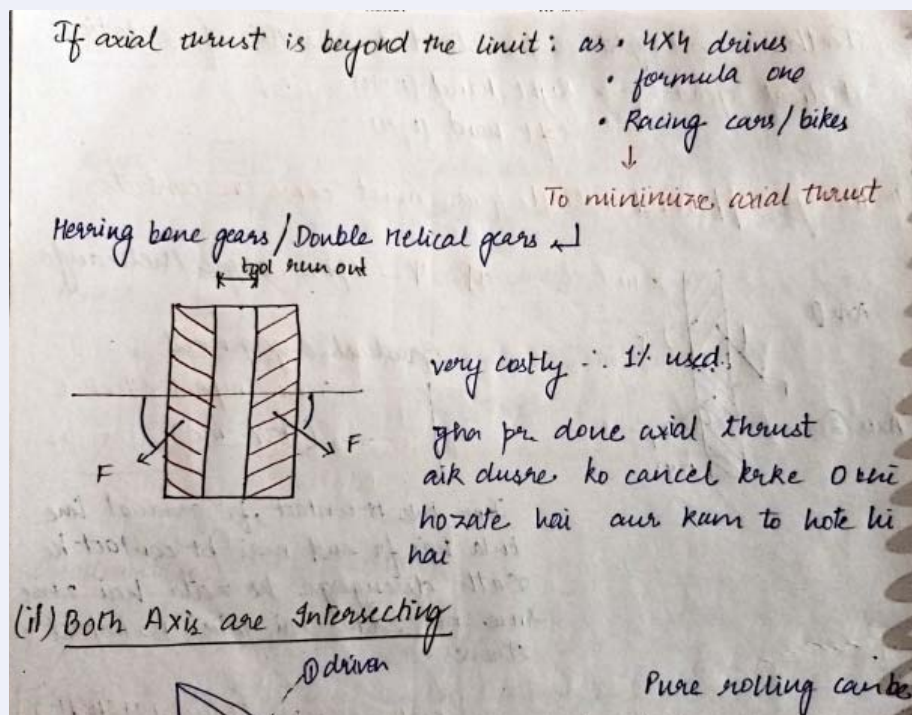 If axial thrust is beyond the limit: as • 4X4 drives
• formula one
• Racing cars/bikes
↓
To minimize axial thrust
Herring bone gears/Double Helical gears ↵
tool run out
very costly ∴ 1% used.
F
F
yha pr done axial thrust
aik dusre ko cancel krke 0 bhi
hozate hai aur kam to hote hi
hai
(ii) Both Axis are Intersecting
① driven
Pure rolling can be